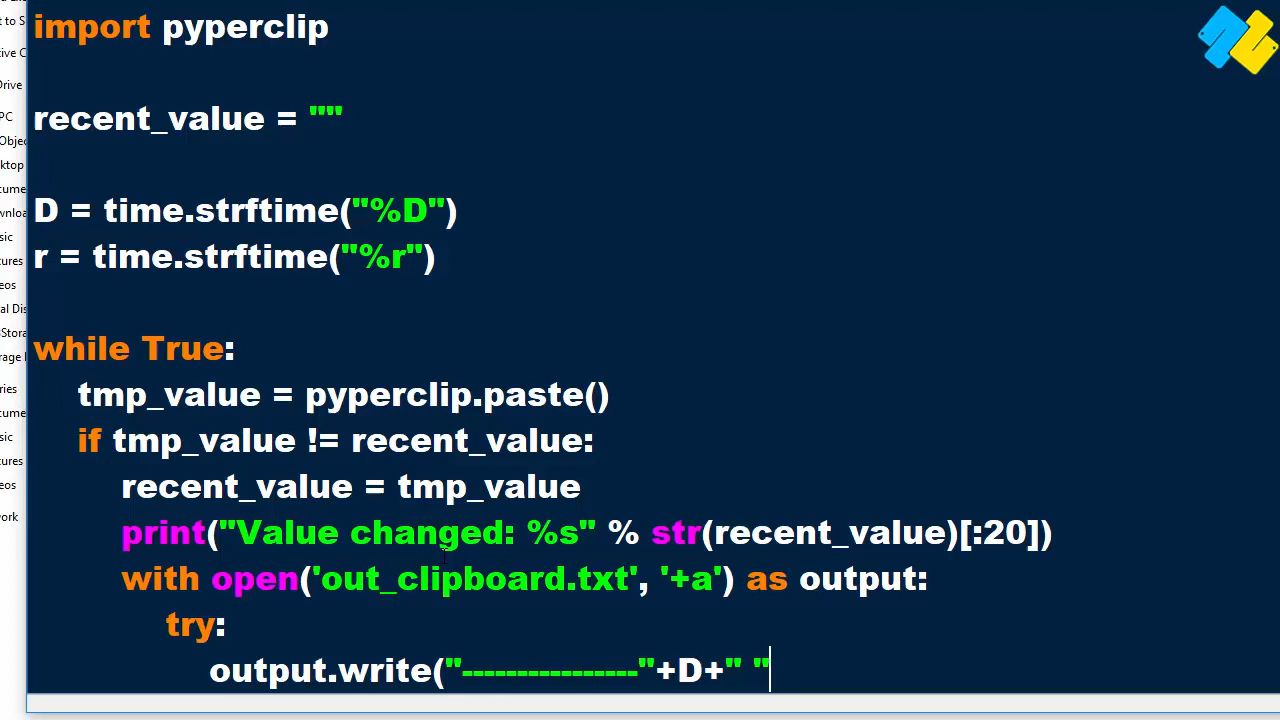 import pyperclip
recent_value = ""
D = time.strftime("%D")
r = time.strftime("%r")
while True:
tmp_value = pyperclip.paste()
if tmp_value != recent_value:
recent_value = tmp_value
print("Value changed: %s" % str(recent_value)[:20])
with open('out_clipboard.txt', '+a') as output:
try:
output.write("----------------"+D+" "